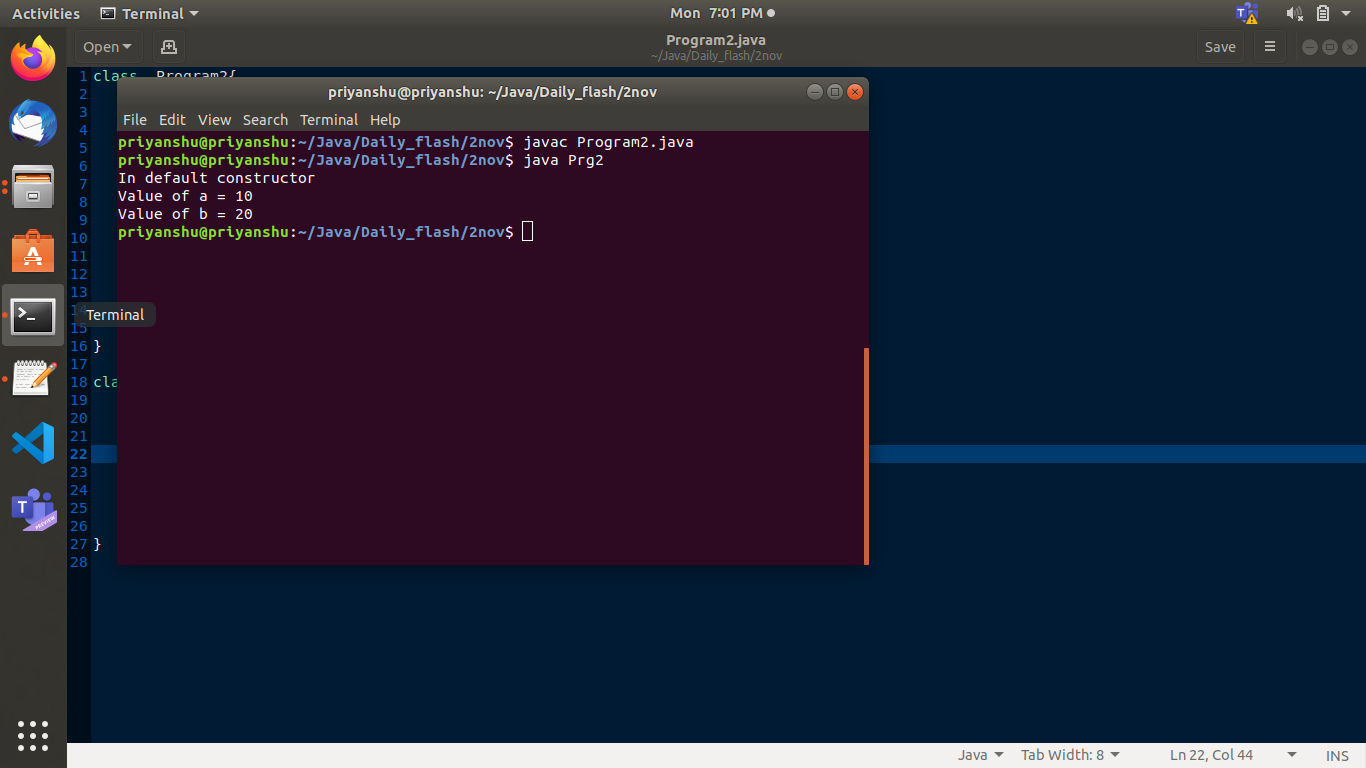 Activities Terminal Mon 7:01 PM
Open Program2.java Save
~/Java/Daily_flash/2nov
1 class Program2{
priyanshu@priyanshu: ~/Java/Daily_flash/2nov
File Edit View Search Terminal Help
priyanshu@priyanshu:~/Java/Daily_flash/2nov$ javac Program2.java
priyanshu@priyanshu:~/Java/Daily_flash/2nov$ java Prg2
In default constructor
Value of a = 10
Value of b = 20
priyanshu@priyanshu:~/Java/Daily_flash/2nov$
2
3
4
5
6
7
8
9
10
11
12
13
14
Terminal
15
16 }
17
18 cla
19
20
21
22
23
24
25
26
27 }
28
T
T
PREVIEW
Java Tab Width: 8 Ln 22, Col 44 INS